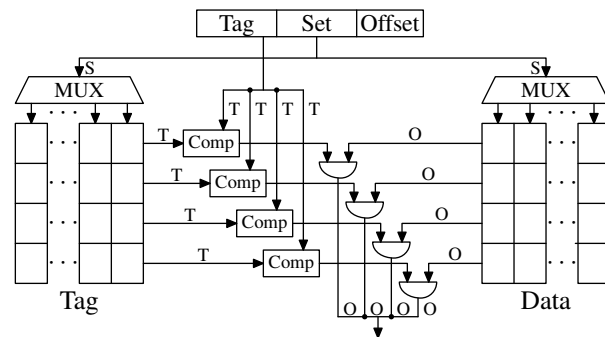 Tag Set Offset
S S
MUX MUX
. . . . . .
T T T T
T Comp O
. . . . . .
T Comp O
. . . . . .
T Comp O
. . . . . .
T Comp O
. . . . . .
O O O O
Tag Data